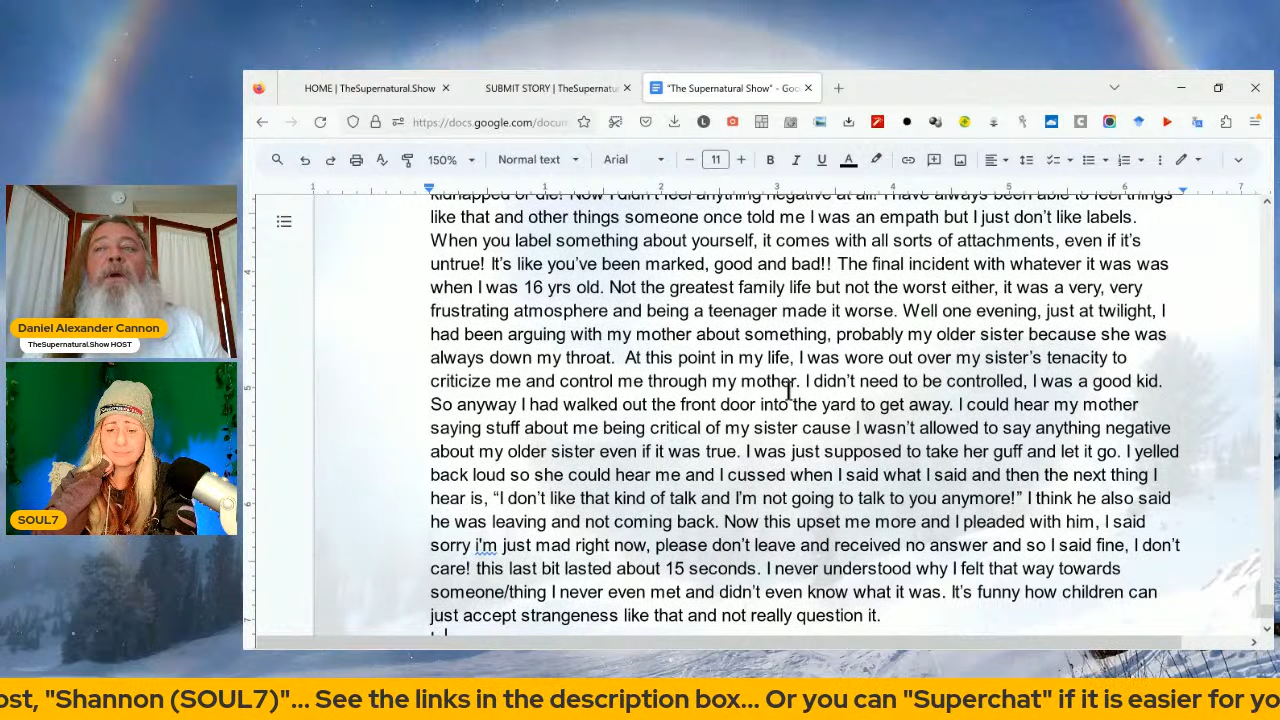 HOME | TheSupernatural.Show
SUBMIT STORY | TheSupernatu
"The Supernatural Show" - Goo
https://docs.google.com/docum
150%
Normal text
Arial
11
B
I
U
A
1
1
2
3
4
5
6
7
like that and other things someone once told me I was an empath but I just don't like labels.
When you label something about yourself, it comes with all sorts of attachments, even if it's
untrue! It's like you've been marked, good and bad!! The final incident with whatever it was was
when I was 16 yrs old. Not the greatest family life but not the worst either, it was a very, very
frustrating atmosphere and being a teenager made it worse. Well one evening, just at twilight, I
had been arguing with my mother about something, probably my older sister because she was
always down my throat.  At this point in my life, I was wore out over my sister's tenacity to
criticize me and control me through my mother. I didn't need to be controlled, I was a good kid.
So anyway I had walked out the front door into the yard to get away. I could hear my mother
saying stuff about me being critical of my sister cause I wasn't allowed to say anything negative
about my older sister even if it was true. I was just supposed to take her guff and let it go. I yelled
back loud so she could hear me and I cussed when I said what I said and then the next thing I
hear is, "I don't like that kind of talk and I'm not going to talk to you anymore!" I think he also said
he was leaving and not coming back. Now this upset me more and I pleaded with him, I said
sorry i'm just mad right now, please don't leave and received no answer and so I said fine, I don't
care! this last bit lasted about 15 seconds. I never understood why I felt that way towards
someone/thing I never even met and didn't even know what it was. It's funny how children can
just accept strangeness like that and not really question it.
Daniel Alexander Cannon
TheSupernatural.Show HOST
SOUL7
ost, "Shannon (SOUL7)"... See the links in the description box... Or you can "Superchat" if it is easier for yo